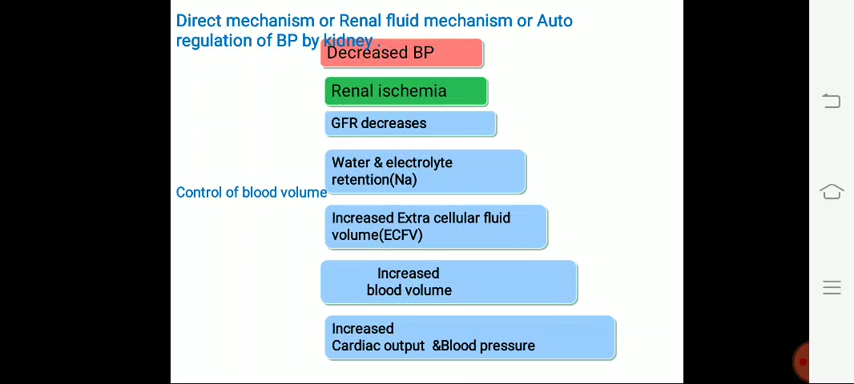 Direct mechanism or Renal fluid mechanism or Auto
regulation of BP by kidney .
Decreased BP
Renal ischemia
GFR decreases
Water & electrolyte
retention(Na)
Control of blood volume
Increased Extra cellular fluid
volume(ECFV)
Increased
blood volume
Increased
Cardiac output &Blood pressure